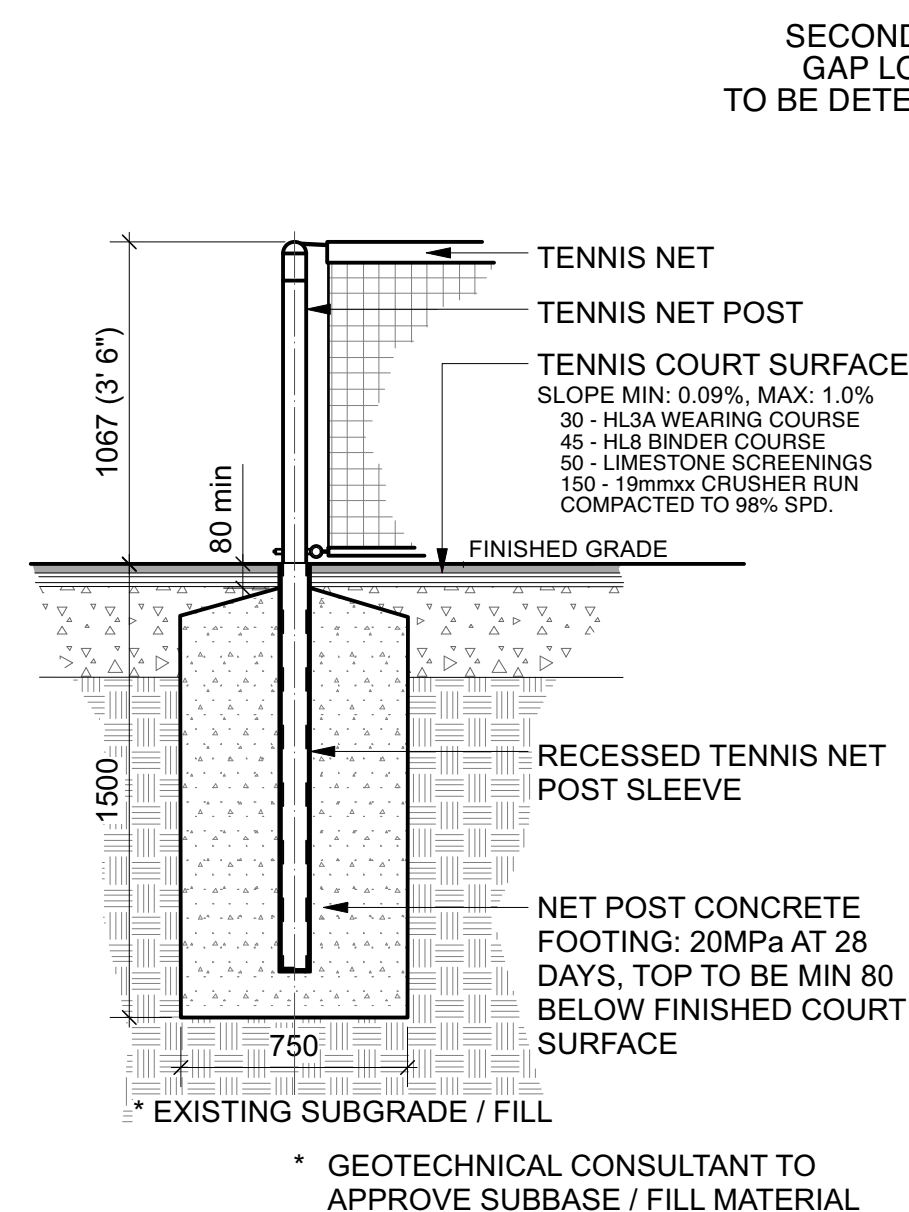 SECOND
GAP LO
TO BE DETE
1067 (3' 6")
80 min
1500
750
TENNIS NET
TENNIS NET POST
TENNIS COURT SURFACE
SLOPE MIN: 0.09%, MAX: 1.0%
30 - HL3A WEARING COURSE
45 - HL8 BINDER COURSE
50 - LIMESTONE SCREENINGS
150 - 19mmxx CRUSHER RUN
COMPACTED TO 98% SPD.
FINISHED GRADE
RECESSED TENNIS NET
POST SLEEVE
NET POST CONCRETE
FOOTING: 20MPa AT 28
DAYS, TOP TO BE MIN 80
BELOW FINISHED COURT
SURFACE
* EXISTING SUBGRADE / FILL
* GEOTECHNICAL CONSULTANT TO
APPROVE SUBBASE / FILL MATERIAL